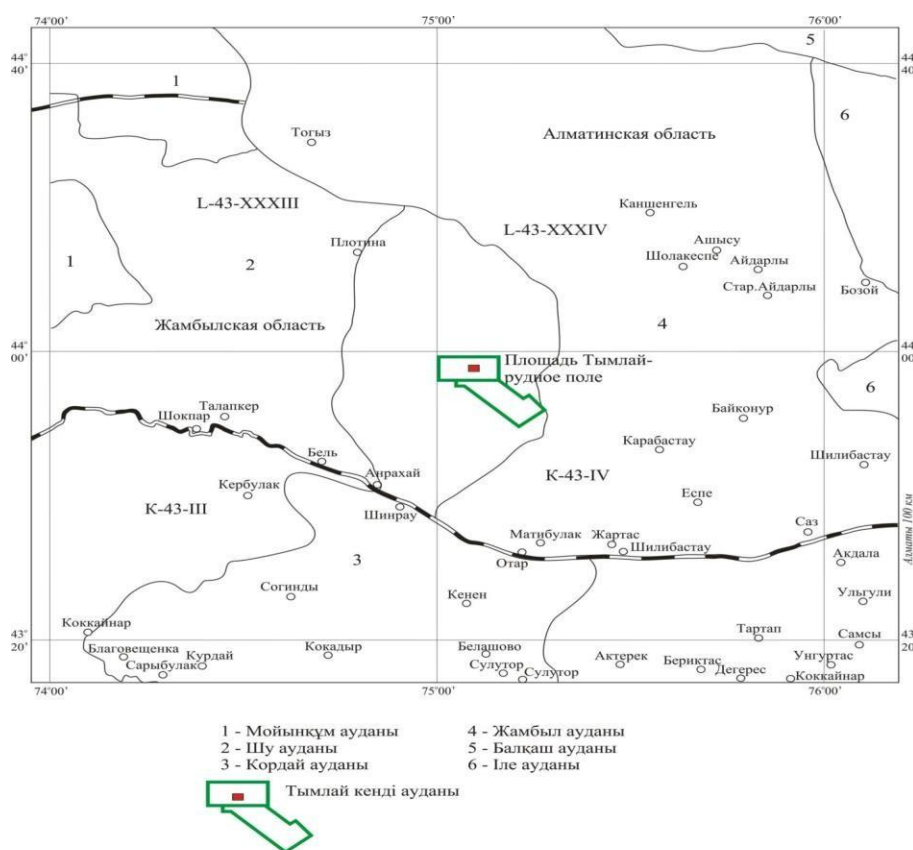 74°00'
75°00'
76°00'
44°
40'
5
1
6
Тогыз
Алматинская область
L-43-XXXIII
Каншенгель
L-43-XXXIV
Плотина
Ашысу
Шолакеспе
Айдарлы
1
2
Стар.Айдарлы
Бозой
Жамбылская область
4
44°
00'
Площадь Тымлай-
рудное поле
6
Талапкер
Шокпар
Байконур
Карабастау
Бель
Анрахай
Шилибастау
Кербулак
К-43-IV
К-43-III
Шинрау
Еспе
Саз
Матибулак
Жартас
Шилибастау
Отар
3
Акдала
Алматы 100 км
Согинды
Кенен
Ульгули
Коккайнар
Тартап
43°
20'
Самсы
Благовещенка
Сарыбулак
Курдай
Кокадыр
Белашово
Сулутор
Сулутор
Актерек
Бериктас
Дегерес
Унгуртас
Коккайнар
74°00'
75°00'
76°00'
1 - Мойынқұм ауданы
2 - Шу ауданы
3 - Кордай ауданы
4 - Жамбыл ауданы
5 - Балқаш ауданы
6 - Іле ауданы
Тымлай кенді ауданы